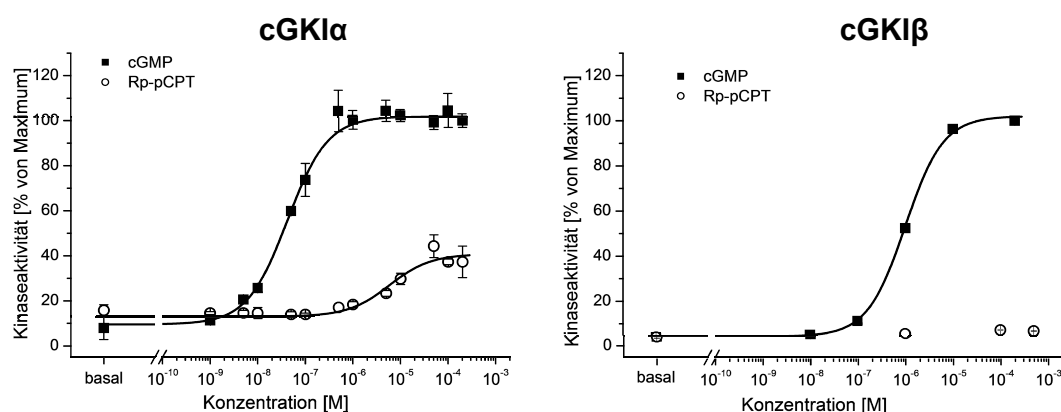 cGKIα
cGMP
Rp-pCPT
Kinaseaktivität [% von Maximum]
120
100
80
60
40
20
0
basal
10⁻¹⁰ 10⁻⁹ 10⁻⁸ 10⁻⁷ 10⁻⁶ 10⁻⁵ 10⁻⁴ 10⁻³
Konzentration [M]
cGKIβ
cGMP
Rp-pCPT
Kinaseaktivität [% von Maximum]
120
100
80
60
40
20
0
basal
10⁻¹⁰ 10⁻⁹ 10⁻⁸ 10⁻⁷ 10⁻⁶ 10⁻⁵ 10⁻⁴ 10⁻³
Konzentration [M]